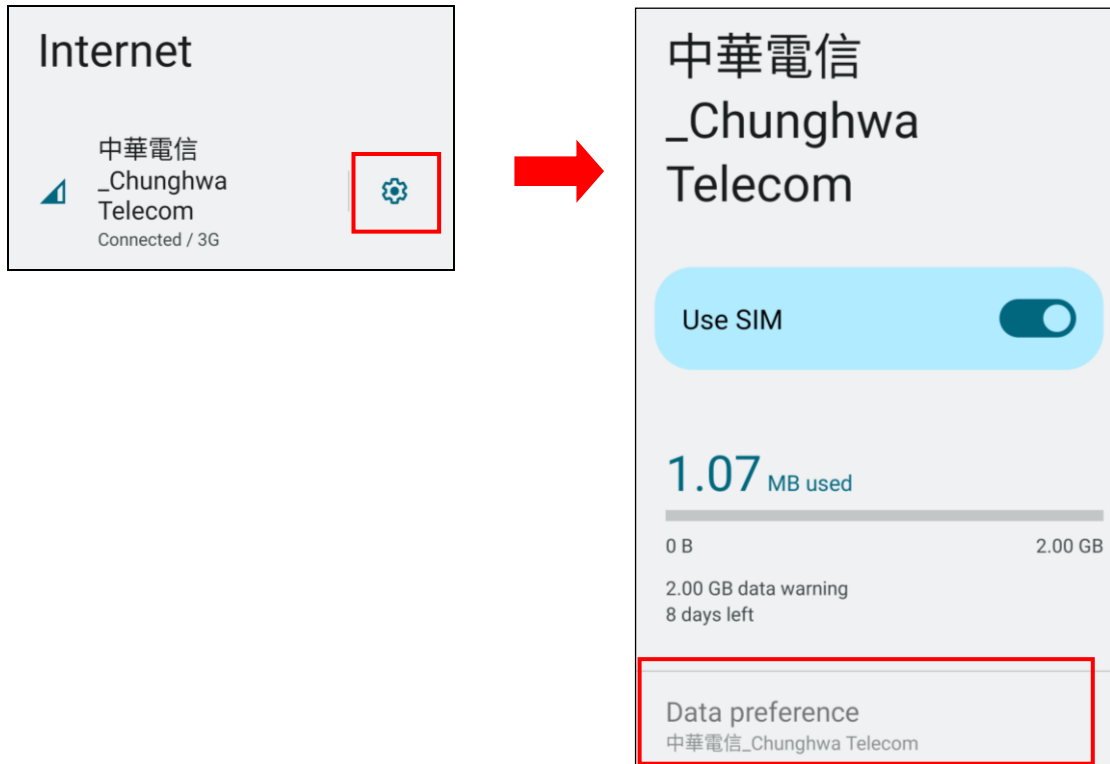 Internet
中華電信
_Chunghwa
Telecom
Connected / 3G
中華電信
_Chunghwa
Telecom
Use SIM
1.07 MB used
0 B 2.00 GB
2.00 GB data warning
8 days left
Data preference
中華電信_Chunghwa Telecom